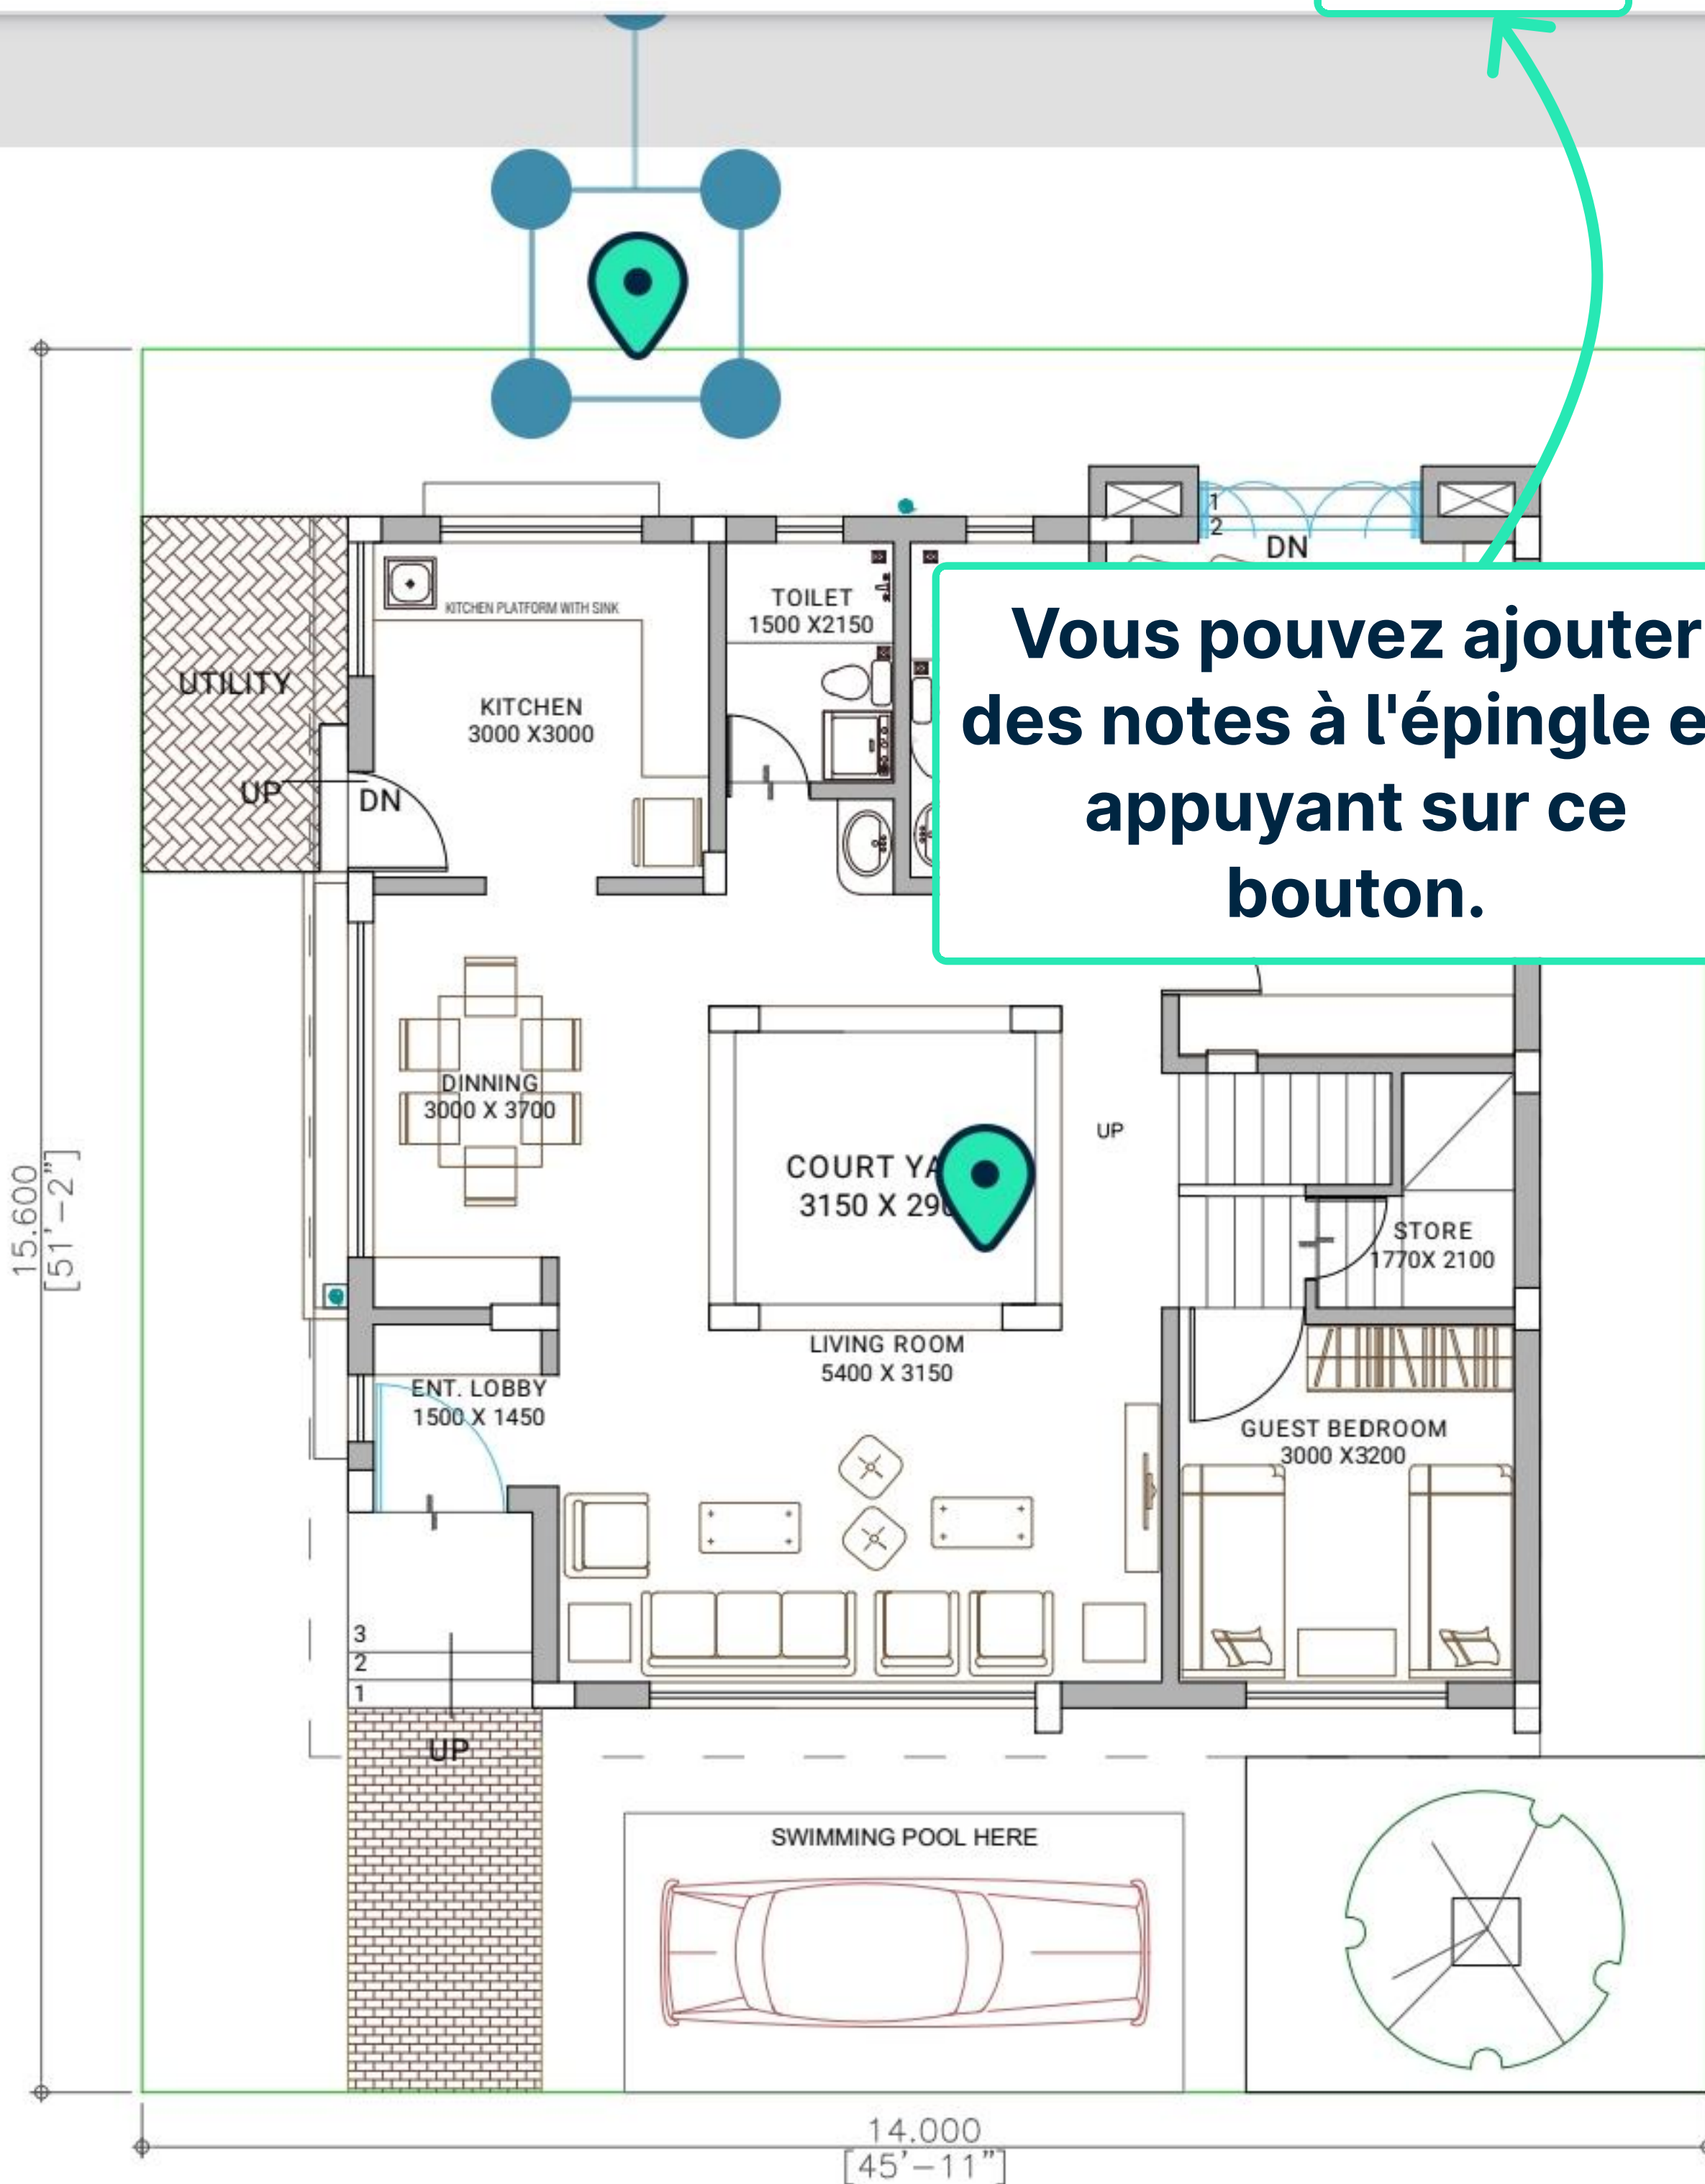 1
2
DN
KITCHEN PLATFORM WITH SINK
TOILET
1500 X2150
Vous pouvez ajouter
des notes à l'épingle
appuyant sur ce
bouton.
UTILITY
KITCHEN
3000 X3000
UP
DN
DINNING
3000 X 3700
UP
COURT
3150 X
15.600
[51'-2"]
STORE
1770X 2100
LIVING ROOM
5400 X 3150
ENT. LOBBY
1500 X 1450
GUEST BEDROOM
3000 X3200
3
2
1
UP
SWIMMING POOL HERE
14.000
[45'-11"]